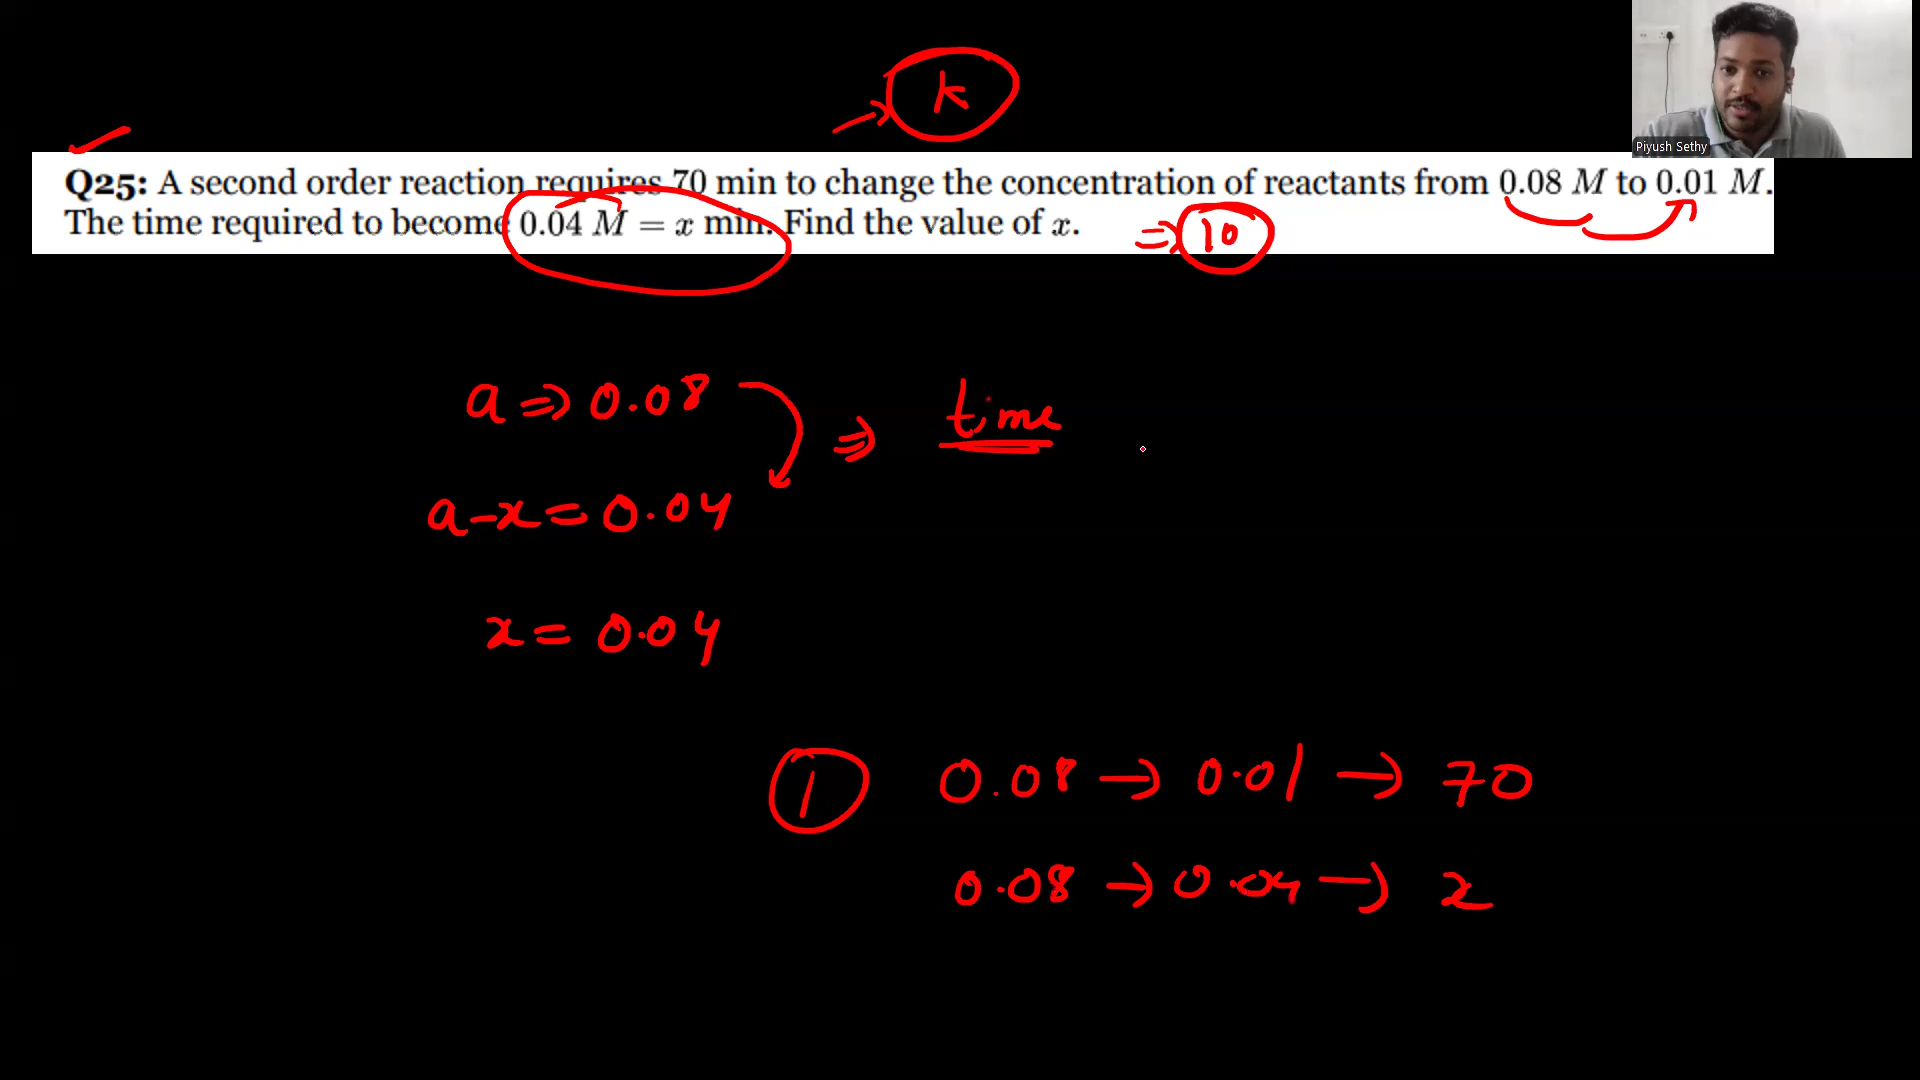 k
Piyush Sethy
Q25: A second order reaction requires 70 min to change the concentration of reactants from 0.08 M to 0.01 M.
The time required to become 0.04 M = x min. Find the value of x.
⇒ 10
a ⇒ 0.08
⇒ time
a-x = 0.04
x = 0.04
1 0.08 → 0.01 → 70
0.08 → 0.04 → x